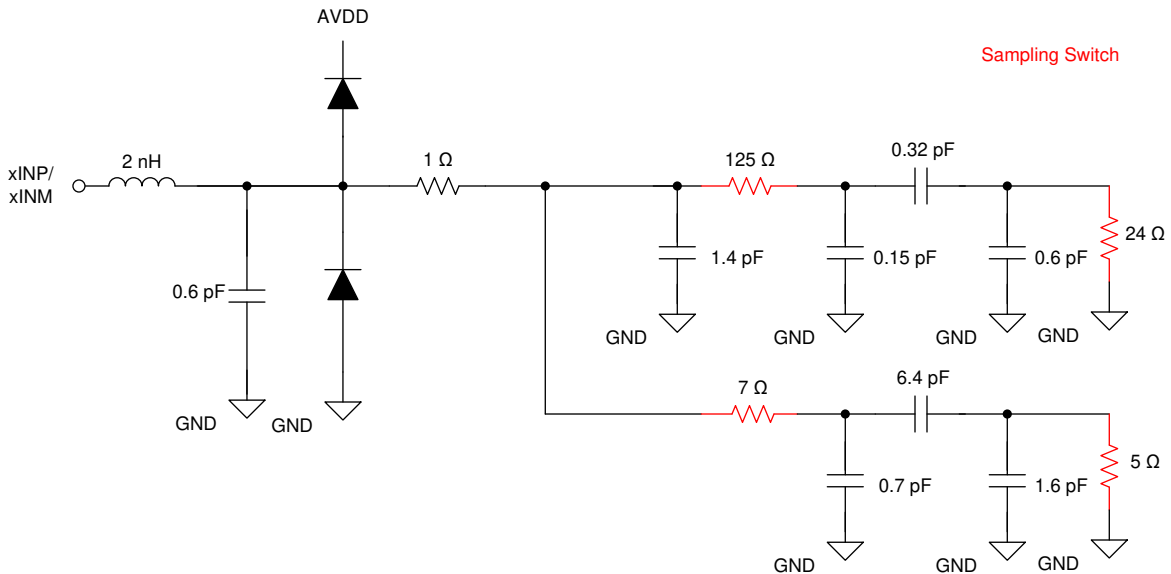 AVDD
Sampling Switch
xINP/
xINM
2 nH
1 Ω
125 Ω
0.32 pF
24 Ω
0.6 pF
1.4 pF
0.15 pF
0.6 pF
GND
GND
GND
GND
7 Ω
6.4 pF
GND
GND
5 Ω
0.7 pF
1.6 pF
GND
GND
GND